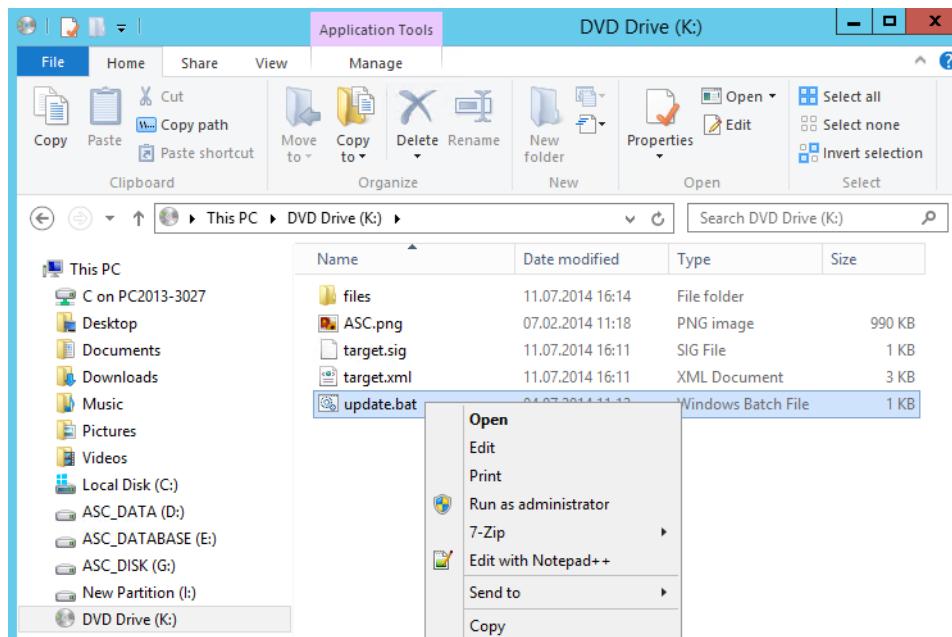 DVD Drive (K:)
Application Tools
File Home Share View Manage
Copy
Paste
Cut
Copy path
Paste shortcut
Clipboard
Move to
Copy to
Delete
Rename
Organize
New folder
New
Properties
Open
Edit
Open
Select all
Select none
Invert selection
Select
This PC DVD Drive (K:)
Search DVD Drive (K:)
This PC
C on PC2013-3027
Desktop
Documents
Downloads
Music
Pictures
Videos
Local Disk (C:)
ASC_DATA (D:)
ASC_DATABASE (E:)
ASC_DISK (G:)
New Partition (I:)
DVD Drive (K:)
Name Date modified Type Size
files 11.07.2014 16:14 File folder
ASC.png 07.02.2014 11:18 PNG image 990 KB
target.sig 11.07.2014 16:11 SIG File 1 KB
target.xml 11.07.2014 16:11 XML Document 3 KB
update.bat Windows Batch File 1 KB
Open
Edit
Print
Run as administrator
7-Zip
Edit with Notepad++
Send to
Copy